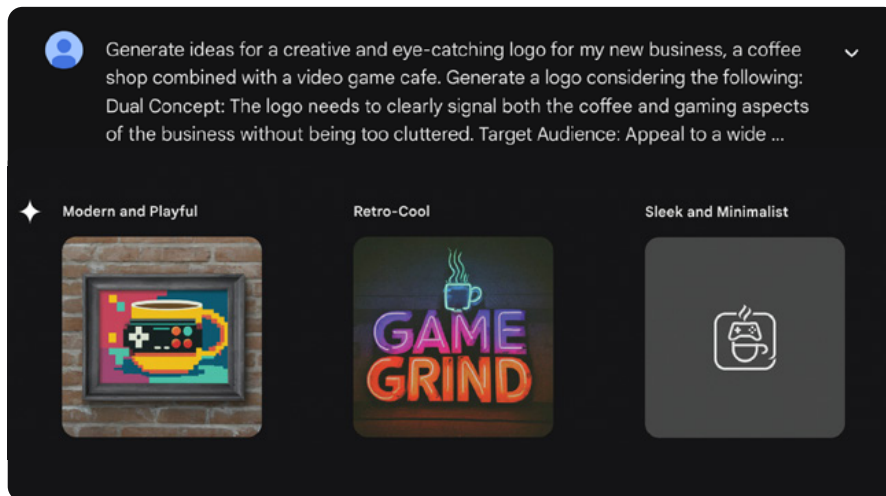 Generate ideas for a creative and eye-catching logo for my new business, a coffee
shop combined with a video game cafe. Generate a logo considering the following:
Dual Concept: The logo needs to clearly signal both the coffee and gaming aspects
of the business without being too cluttered. Target Audience: Appeal to a wide ...
Modern and Playful
Retro-Cool
Sleek and Minimalist
GAME
GRIND